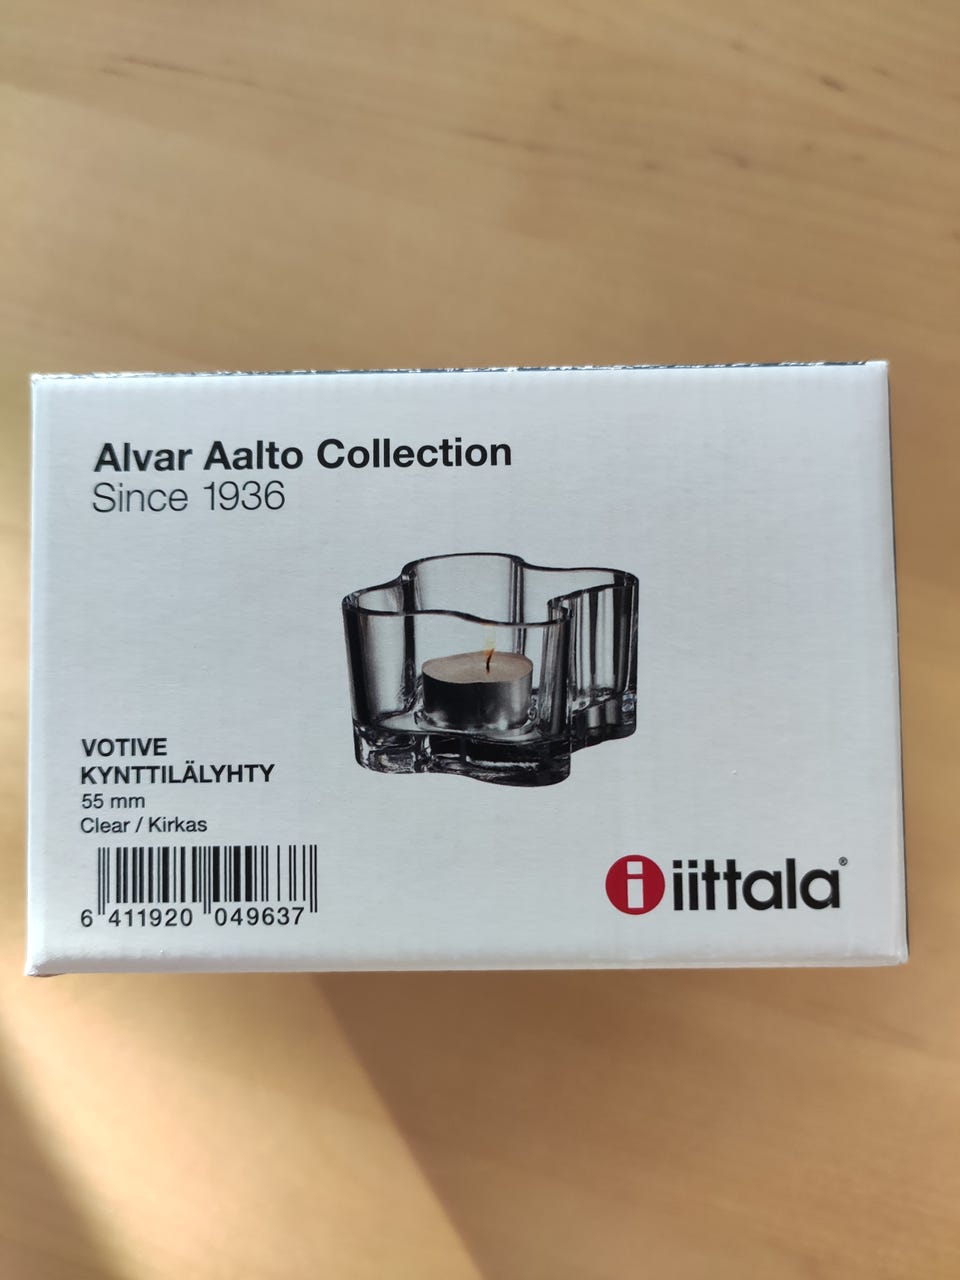 Alvar Aalto Collection
Since 1936
VOTIVE
KYNTTILÄLYHTY
55 mm
Clear / Kirkas
6 411920 049637
i iittala®